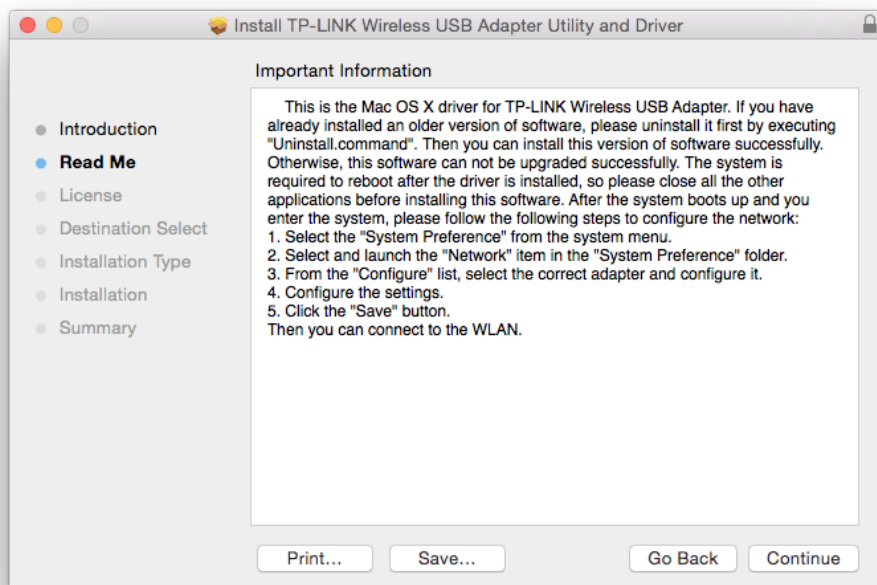 Install TP-LINK Wireless USB Adapter Utility and Driver
Important Information
Introduction
Read Me
License
Destination Select
Installation Type
Installation
Summary
This is the Mac OS X driver for TP-LINK Wireless USB Adapter. If you have
already installed an older version of software, please uninstall it first by executing
"Uninstall.command". Then you can install this version of software successfully.
Otherwise, this software can not be upgraded successfully. The system is
required to reboot after the driver is installed, so please close all the other
applications before installing this software. After the system boots up and you
enter the system, please follow the following steps to configure the network:
1. Select the "System Preference" from the system menu.
2. Select and launch the "Network" item in the "System Preference" folder.
3. From the "Configure" list, select the correct adapter and configure it.
4. Configure the settings.
5. Click the "Save" button.
Then you can connect to the WLAN.
Print...
Save...
Go Back
Continue